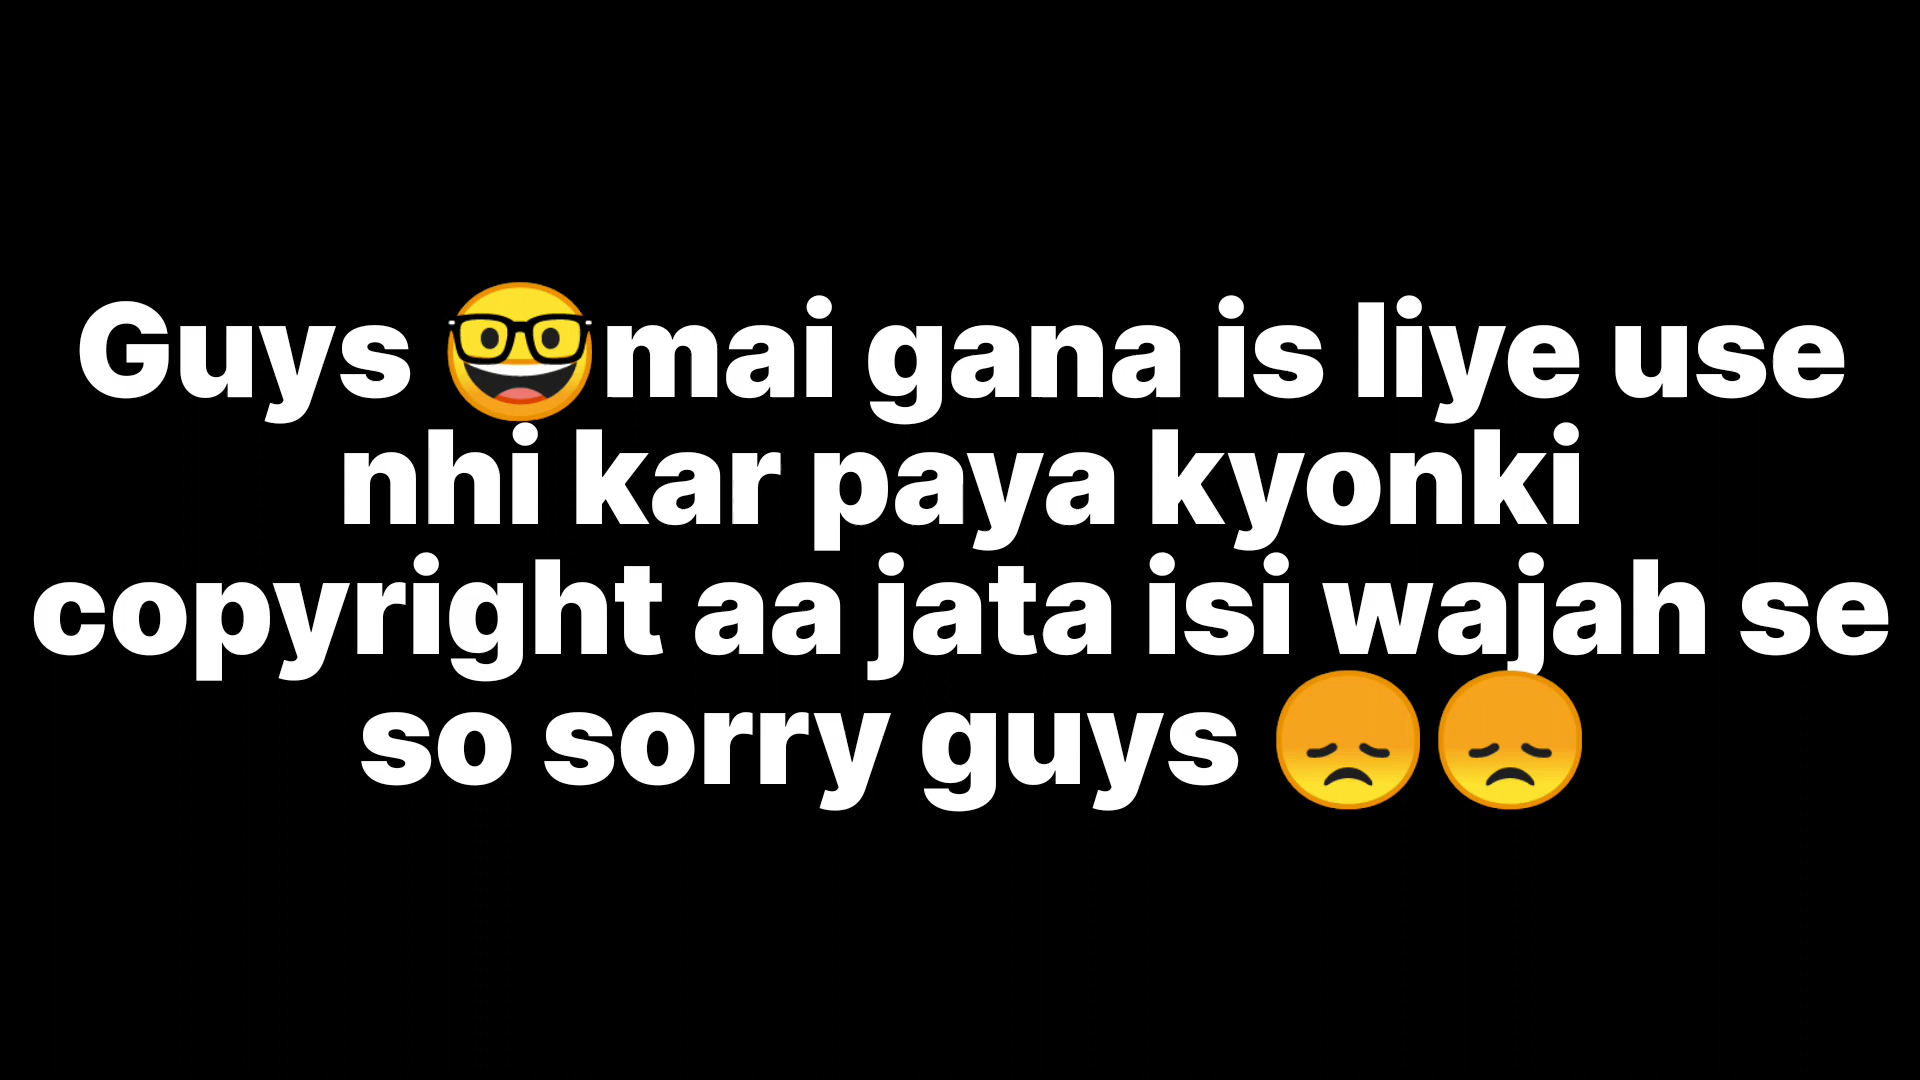 Guys 🤓mai gana is liye use
nhi kar paya kyonki
copyright aa jata isi wajah se
so sorry guys 😞😞